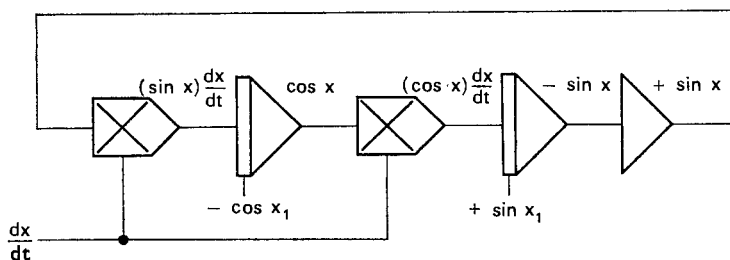 (sin x) dx/dt
cos x
(cos x) dx/dt
− sin x
+ sin x
− cos x₁
+ sin x₁
dx/dt